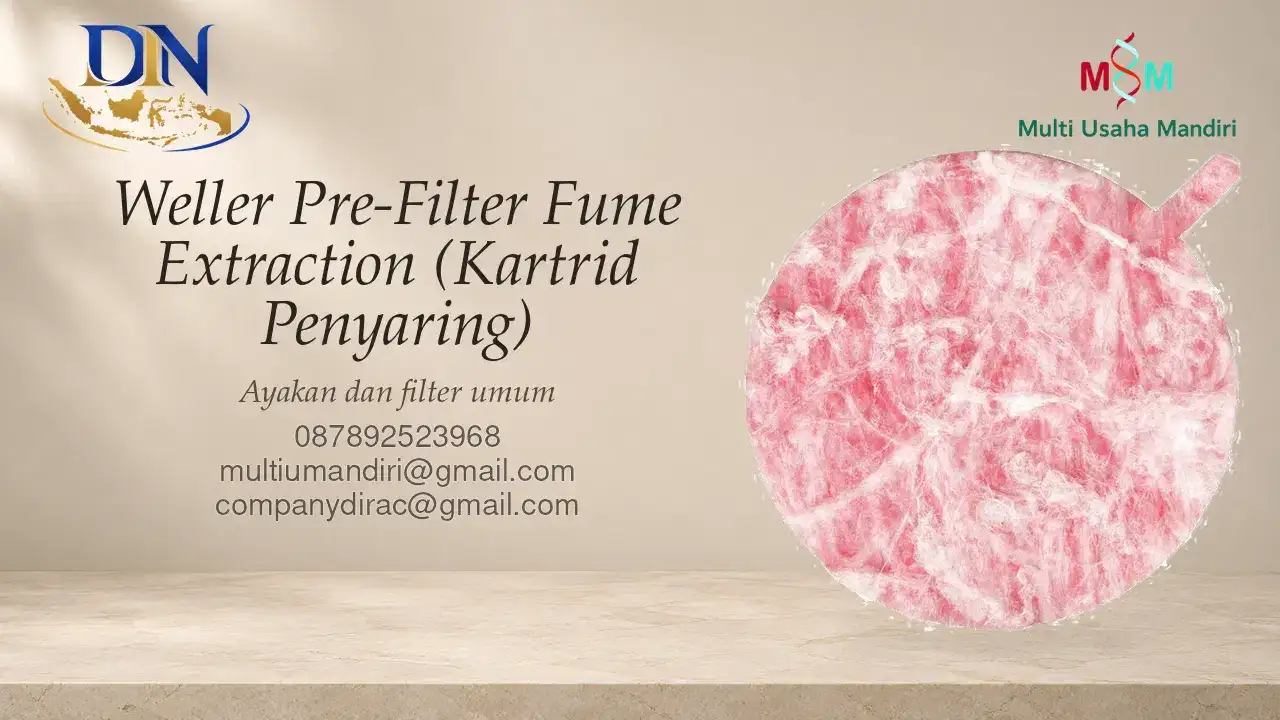 DN
M M
Multi Usaha Mandiri
Weller Pre-Filter Fume
Extraction (Kartrid
Penyaring)
Ayakan dan filter umum
087892523968
multiumandiri@gmail.com
companydirac@gmail.com